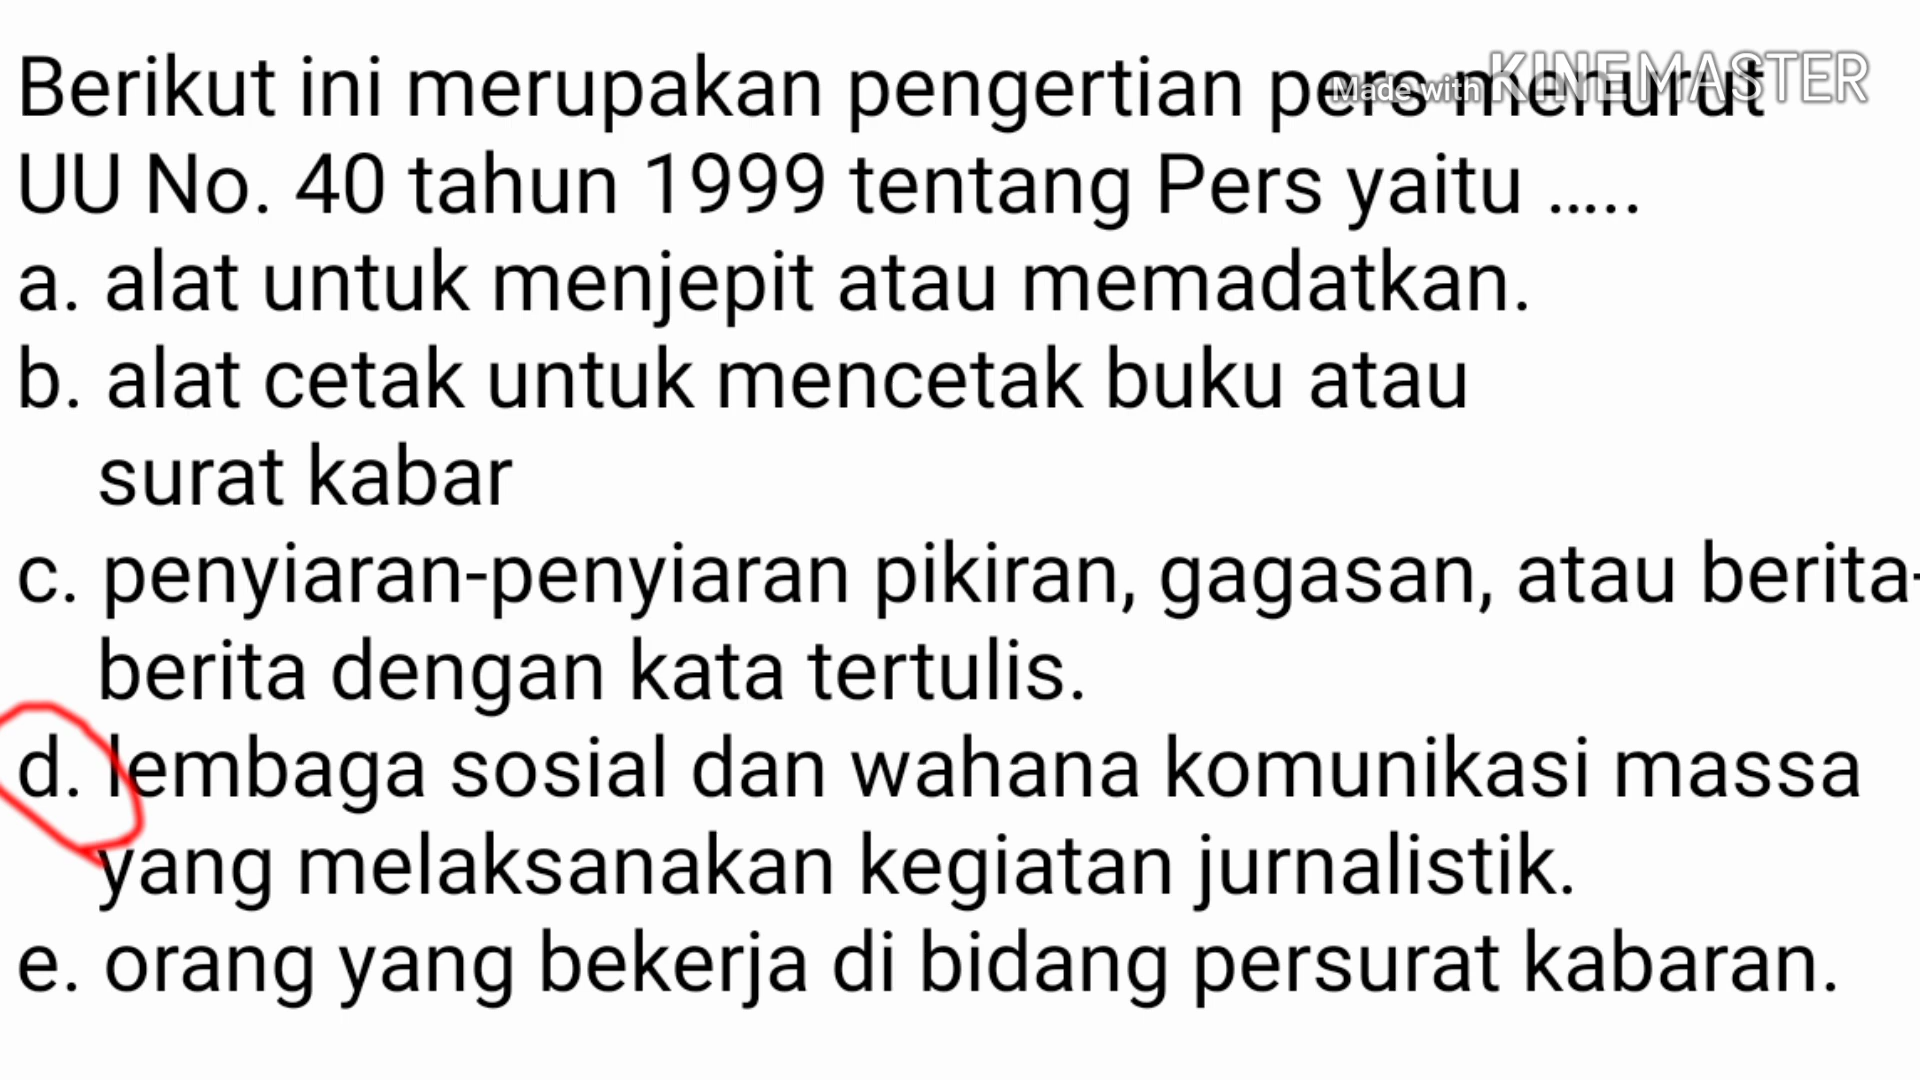 Berikut ini merupakan pengertian pers menurut
Made with KINEMASTER
UU No. 40 tahun 1999 tentang Pers yaitu .....
a. alat untuk menjepit atau memadatkan.
b. alat cetak untuk mencetak buku atau
surat kabar
c. penyiaran-penyiaran pikiran, gagasan, atau berita-
berita dengan kata tertulis.
d. lembaga sosial dan wahana komunikasi massa
yang melaksanakan kegiatan jurnalistik.
e. orang yang bekerja di bidang persurat kabaran.